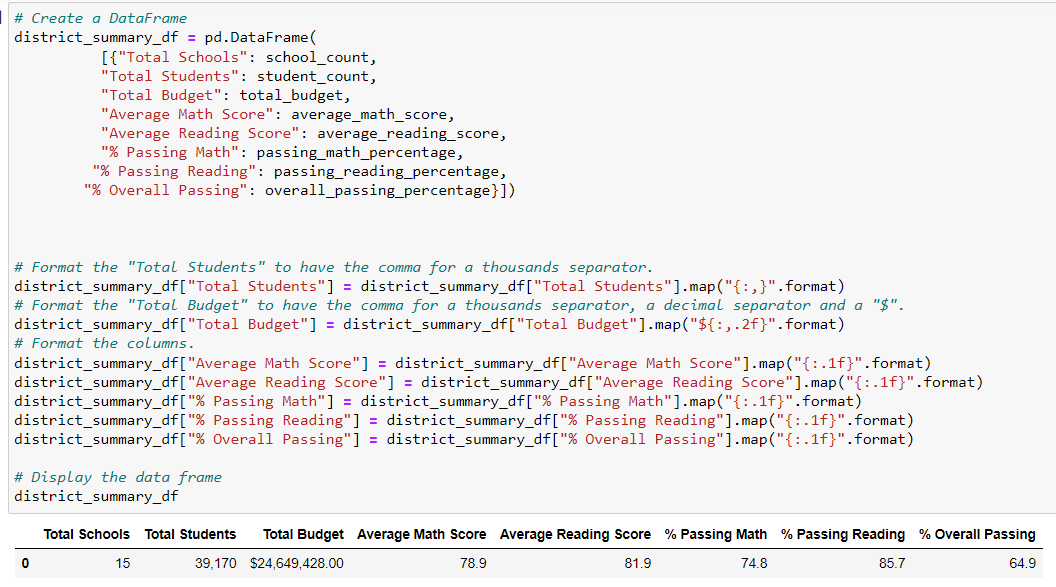 # Create a DataFrame
district_summary_df = pd.DataFrame(
[{"Total Schools": school_count,
"Total Students": student_count,
"Total Budget": total_budget,
"Average Math Score": average_math_score,
"Average Reading Score": average_reading_score,
"% Passing Math": passing_math_percentage,
"% Passing Reading": passing_reading_percentage,
"% Overall Passing": overall_passing_percentage}])
# Format the "Total Students" to have the comma for a thousands separator.
district_summary_df["Total Students"] = district_summary_df["Total Students"].map("{:,}".format)
# Format the "Total Budget" to have the comma for a thousands separator, a decimal separator and a "$".
district_summary_df["Total Budget"] = district_summary_df["Total Budget"].map("${:,.2f}".format)
# Format the columns.
district_summary_df["Average Math Score"] = district_summary_df["Average Math Score"].map("{:.1f}".format)
district_summary_df["Average Reading Score"] = district_summary_df["Average Reading Score"].map("{:.1f}".format)
district_summary_df["% Passing Math"] = district_summary_df["% Passing Math"].map("{:.1f}".format)
district_summary_df["% Passing Reading"] = district_summary_df["% Passing Reading"].map("{:.1f}".format)
district_summary_df["% Overall Passing"] = district_summary_df["% Overall Passing"].map("{:.1f}".format)
# Display the data frame
district_summary_df
Total Schools Total Students Total Budget Average Math Score Average Reading Score % Passing Math % Passing Reading % Overall Passing
0 15 39,170 $24,649,428.00 78.9 81.9 74.8 85.7 64.9